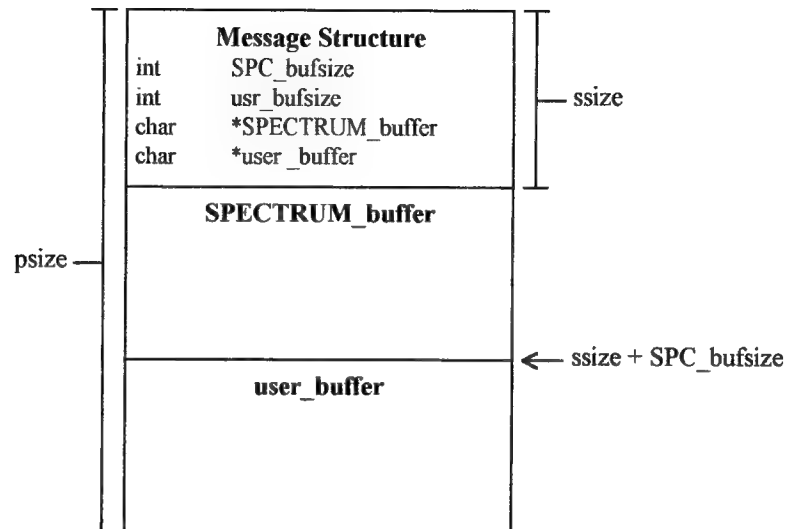 Message Structure
int SPC_bufsize
int usr_bufsize
char *SPECTRUM_buffer
char *user_buffer
ssize
SPECTRUM_buffer
psize
ssize + SPC_bufsize
user_buffer